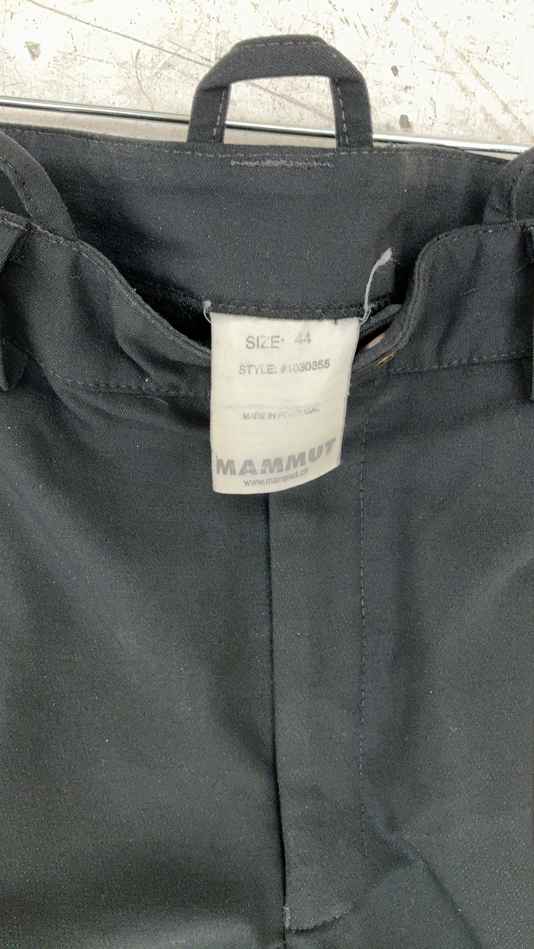 SIZE: 44
STYLE: #1030355
MADE IN PORTUGAL
MAMMUT
www.mammut.ch